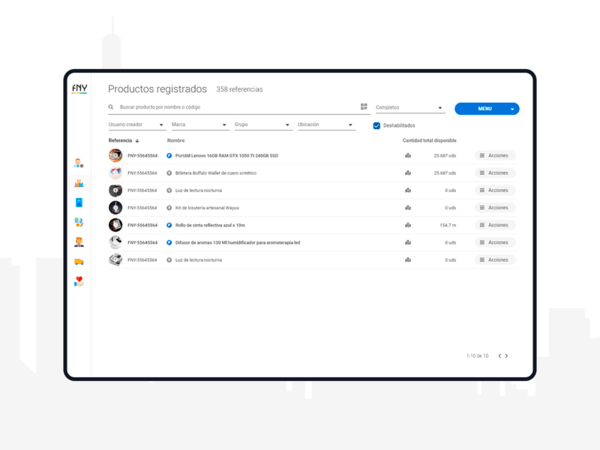 FNY
Productos registrados 358 referencias
Buscar producto por nombre o código
Completos
MENU
Usuario creador
Marca
Grupo
Ubicación
Deshabilitados
Referencia
Nombre
Cantidad total disponible
FNY-55645564 P Portátil Lenovo 16GB RAM GTX 1050 Ti 240GB SSD 25.687 uds Acciones
FNY-55645564 Billetera Buffalo Wallet de cuero sintético 25.687 uds Acciones
FNY-55645564 Luz de lectura nocturna 0 uds Acciones
FNY-55645564 Kit de bisutería artesanal Wayuu 0 uds Acciones
FNY-55645564 P Rollo de cinta reflectiva azul x 10m 154.7 m Acciones
FNY-55645564 P Difusor de aromas 130 Ml humidificador para aromaterapia led 0 uds Acciones
FNY-55645564 Luz de lectura nocturna 0 uds Acciones
1-10 de 15